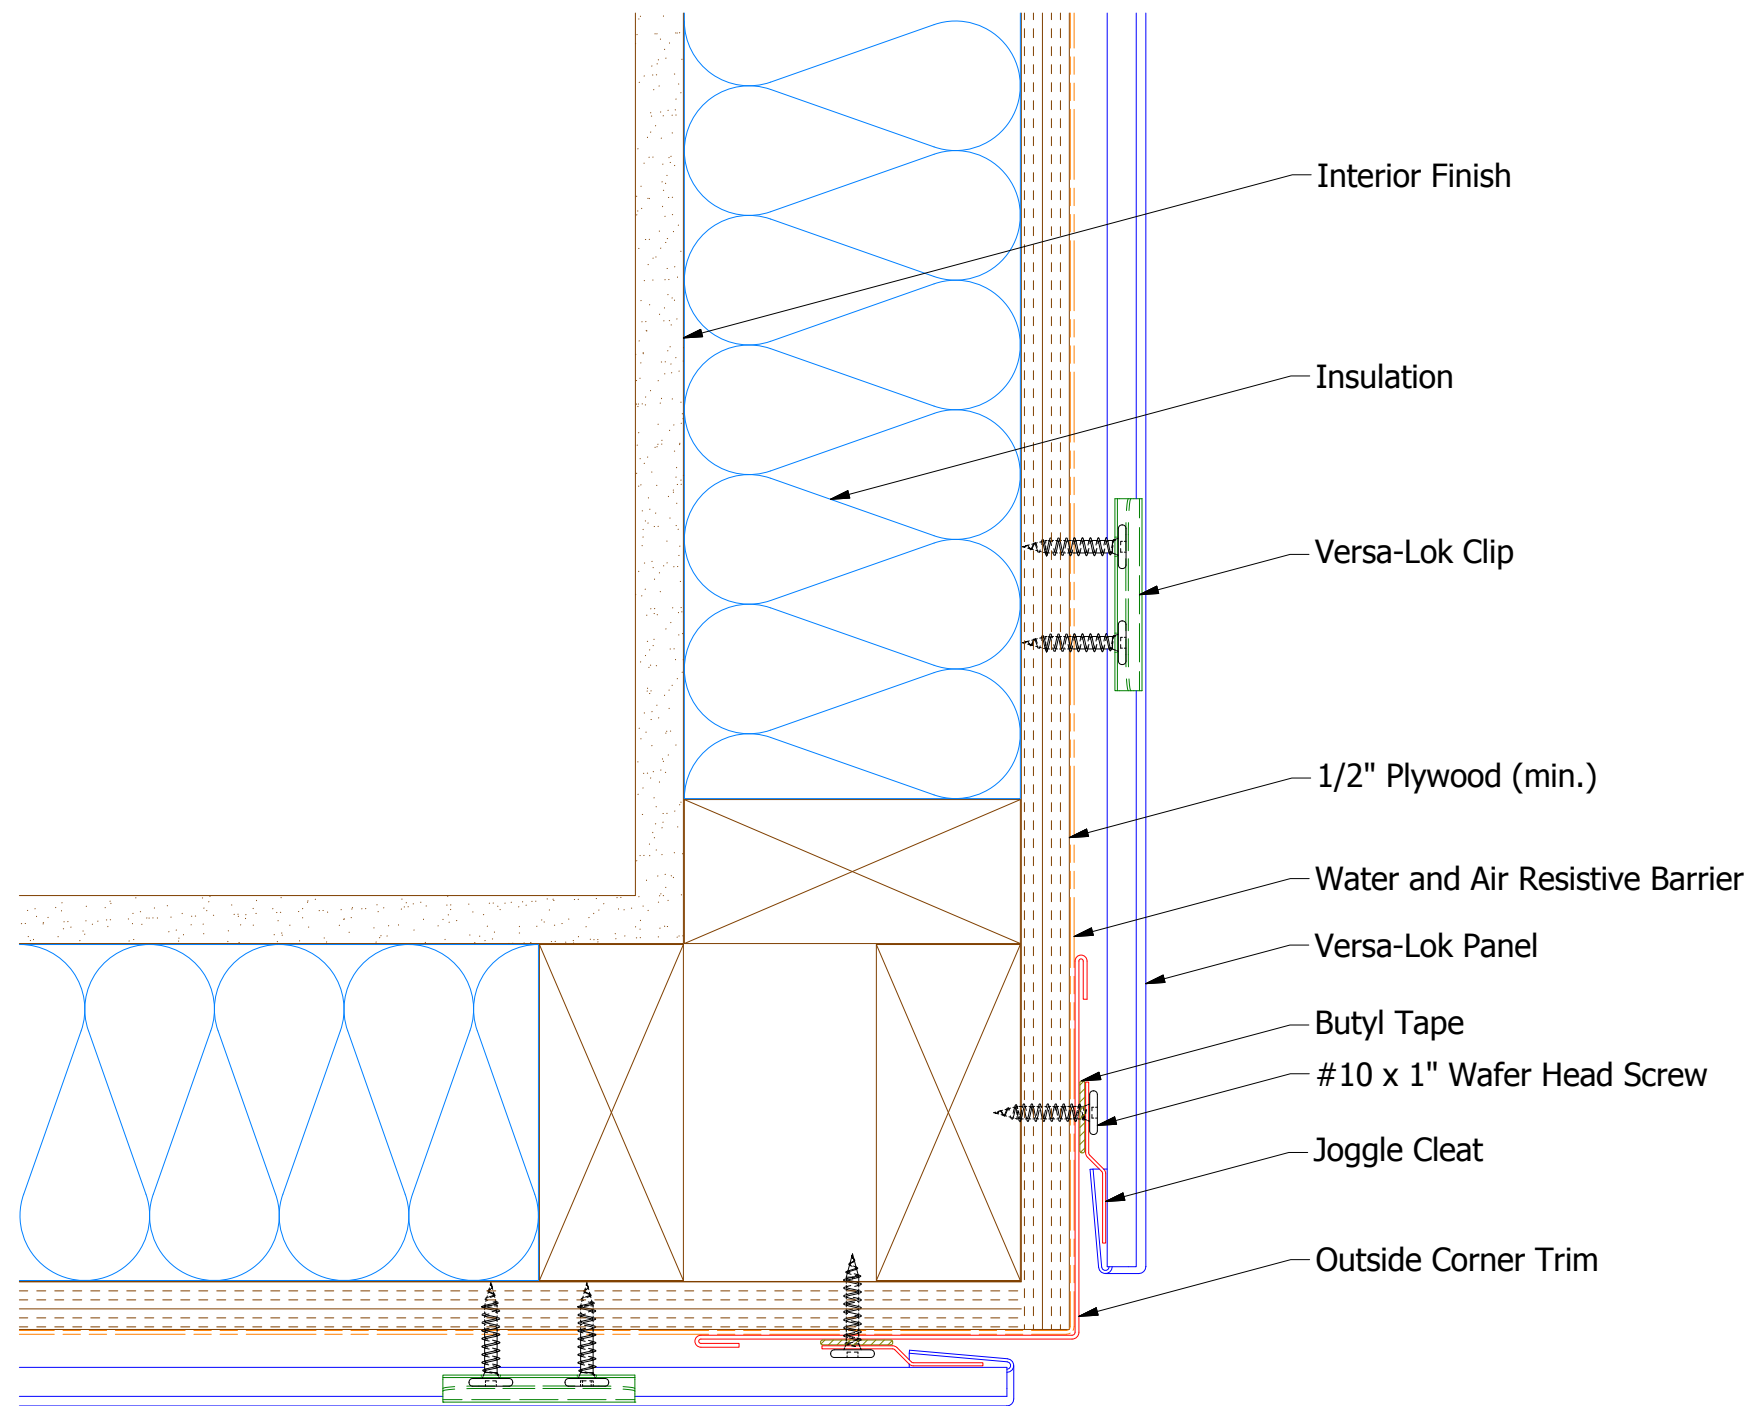 Interior Finish
Insulation
Versa-Lok Clip
1/2" Plywood (min.)
Water and Air Resistive Barrier
Versa-Lok Panel
Butyl Tape
#10 x 1" Wafer Head Screw
Joggle Cleat
Outside Corner Trim